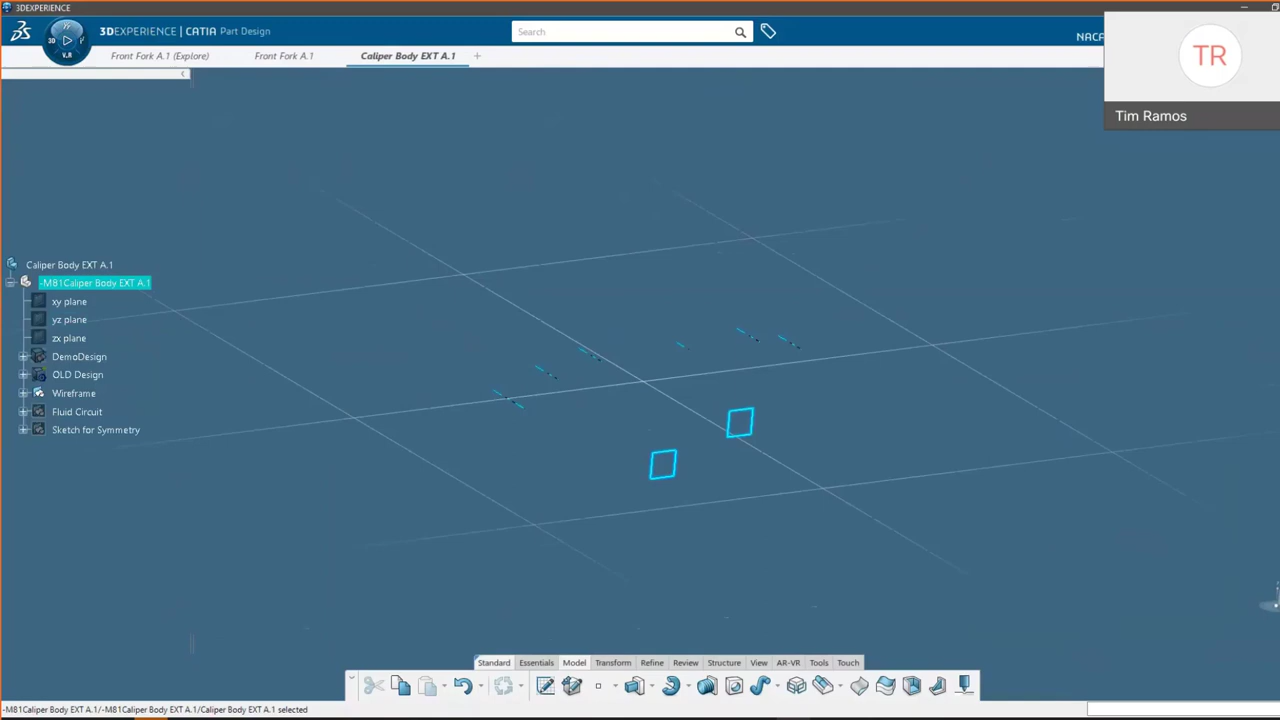 3DEXPERIENCE
3DEXPERIENCE | CATIA Part Design
Search
NACA
3D
V.R
Front Fork A.1 (Explore)
Front Fork A.1
Caliper Body EXT A.1
+
TR
Tim Ramos
Caliper Body EXT A.1
-M81Caliper Body EXT A.1
xy plane
yz plane
zx plane
DemoDesign
OLD Design
Wireframe
Fluid Circuit
Sketch for Symmetry
Standard Essentials Model Transform Refine Review Structure View AR-VR Tools Touch
-M81Caliper Body EXT A.1/-M81Caliper Body EXT A.1/Caliper Body EXT A.1 selected